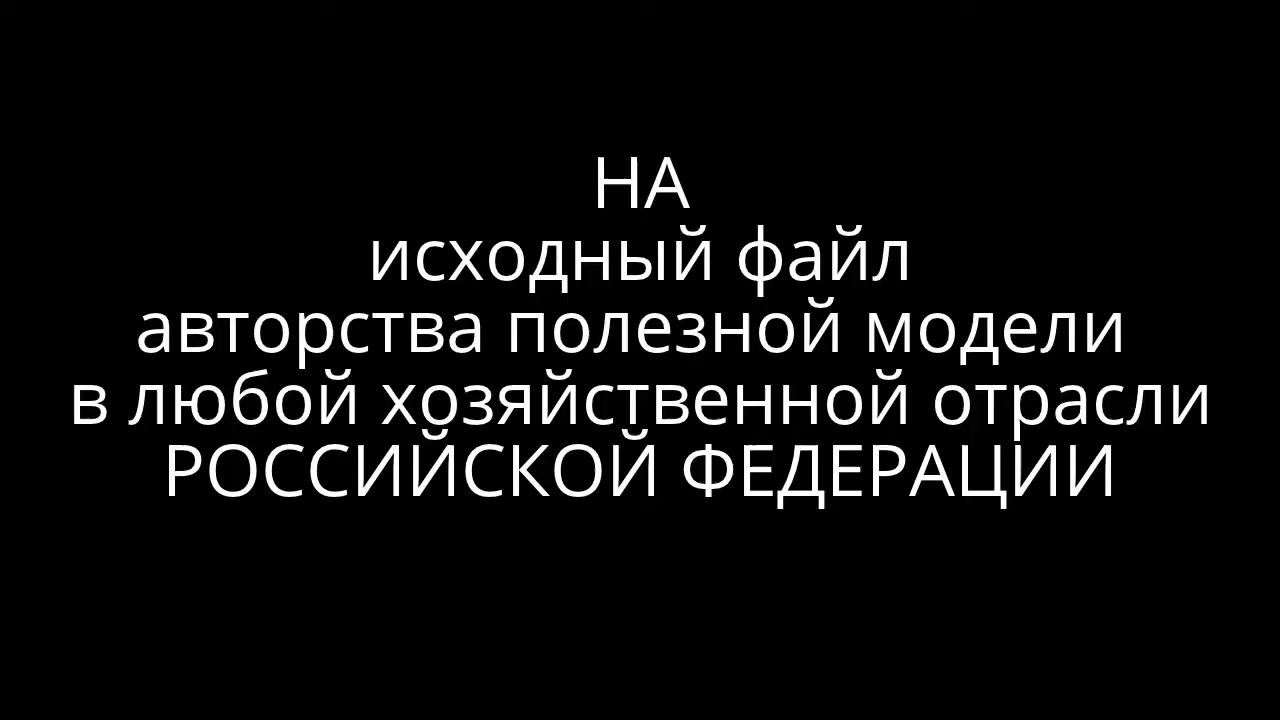 НА
исходный файл
авторства полезной модели
в любой хозяйственной отрасли
РОССИЙСКОЙ ФЕДЕРАЦИИ